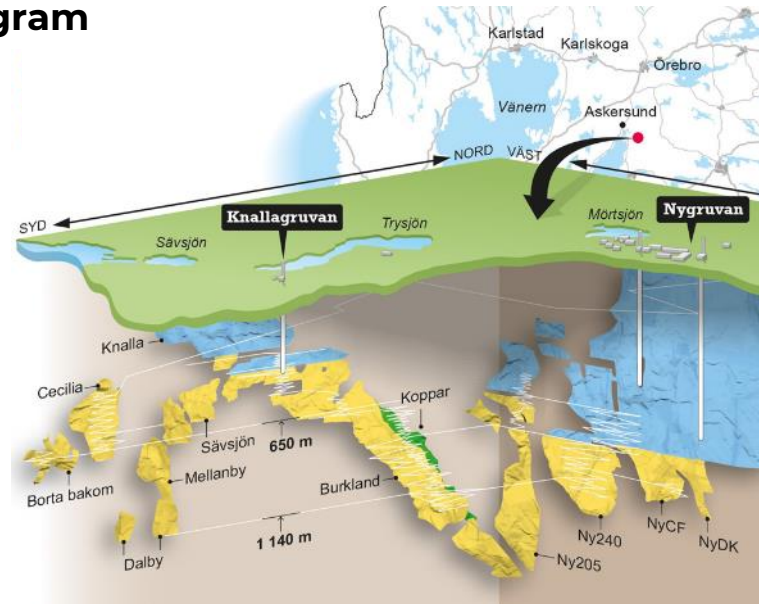 gram
Karlstad
Karlskoga
Örebro
Vänern
Askersund
NORD
VÄST
SYD
Knallagruvan
Trysjön
Mörtsjön
Nygruvan
Sävsjön
Knalla
Cecilia
Koppar
Sävsjön
650 m
Borta bakom
Mellanby
Burkland
1 140 m
Dalby
Ny205
Ny240
NyCF
NyDK